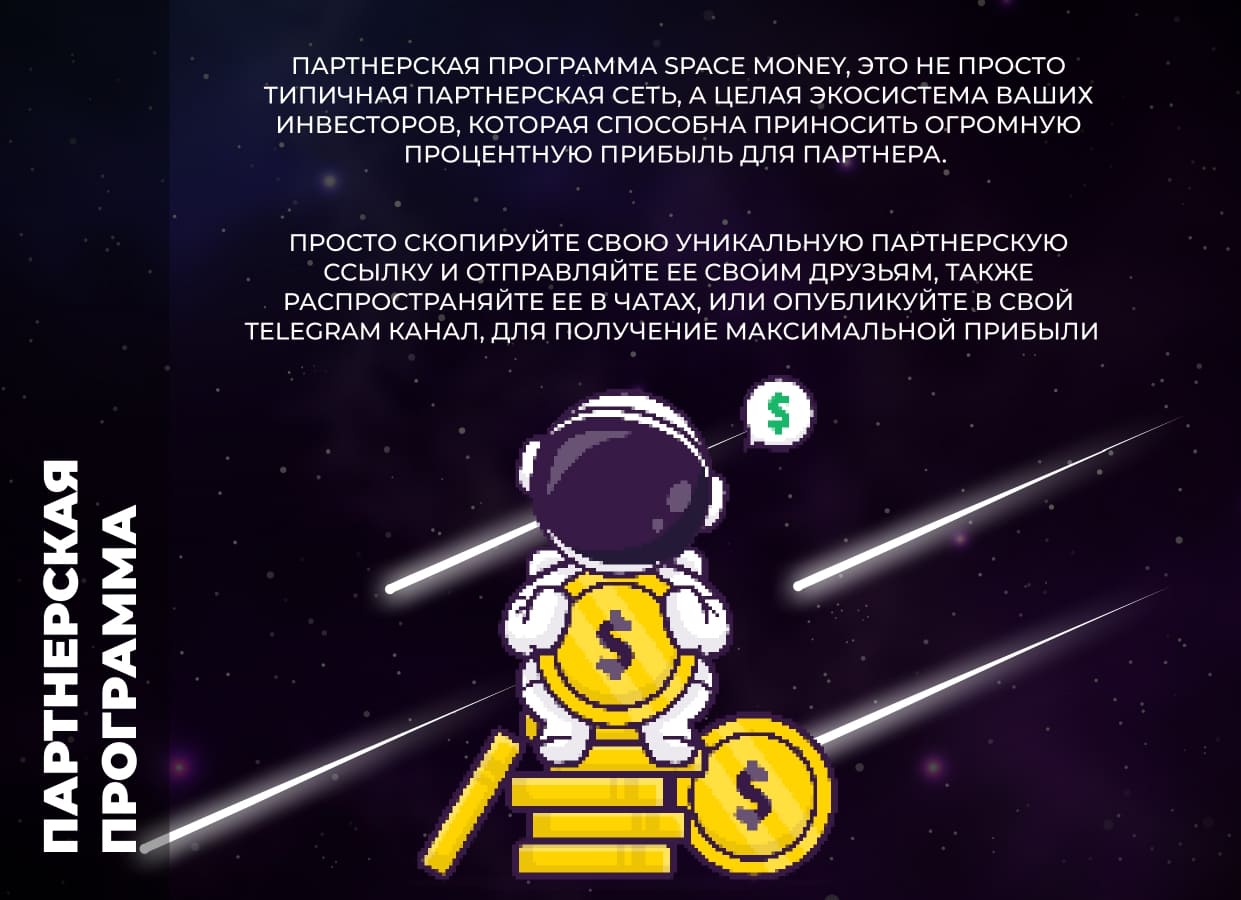 ПАРТНЕРСКАЯ ПРОГРАММА SPACE MONEY, ЭТО НЕ ПРОСТО
ТИПИЧНАЯ ПАРТНЕРСКАЯ СЕТЬ, А ЦЕЛАЯ ЭКОСИСТЕМА ВАШИХ
ИНВЕСТОРОВ, КОТОРАЯ СПОСОБНА ПРИНОСИТЬ ОГРОМНУЮ
ПРОЦЕНТНУЮ ПРИБЫЛЬ ДЛЯ ПАРТНЕРА.
ПРОСТО СКОПИРУЙТЕ СВОЮ УНИКАЛЬНУЮ ПАРТНЕРСКУЮ
ССЫЛКУ И ОТПРАВЛЯЙТЕ ЕЕ СВОИМ ДРУЗЬЯМ, ТАКЖЕ
РАСПРОСТРАНЯЙТЕ ЕЕ В ЧАТАХ, ИЛИ ОПУБЛИКУЙТЕ В СВОЙ
TELEGRAM КАНАЛ, ДЛЯ ПОЛУЧЕНИЕ МАКСИМАЛЬНОЙ ПРИБЫЛИ
$
$
$
ПАРТНЕРСКАЯ
ПРОГРАММА